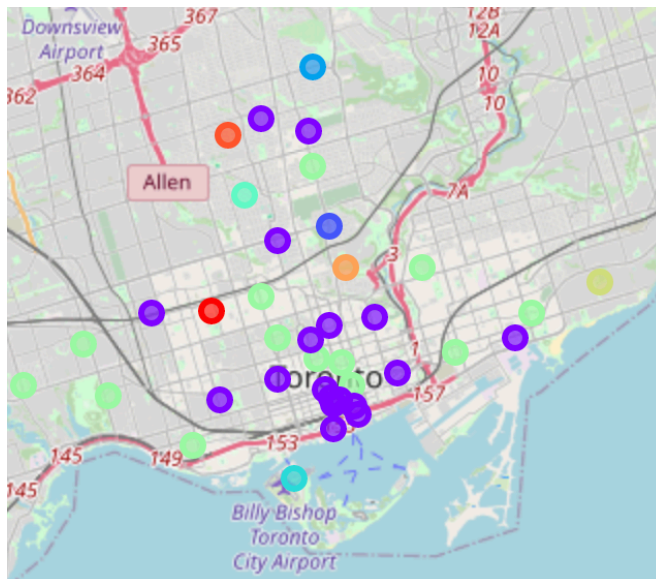 Downsview
Airport
367
365
364
362
12B
12A
10
10
Allen
7A
3
1
Toronto
157
153
149
145
145
Billy Bishop
Toronto
City Airport